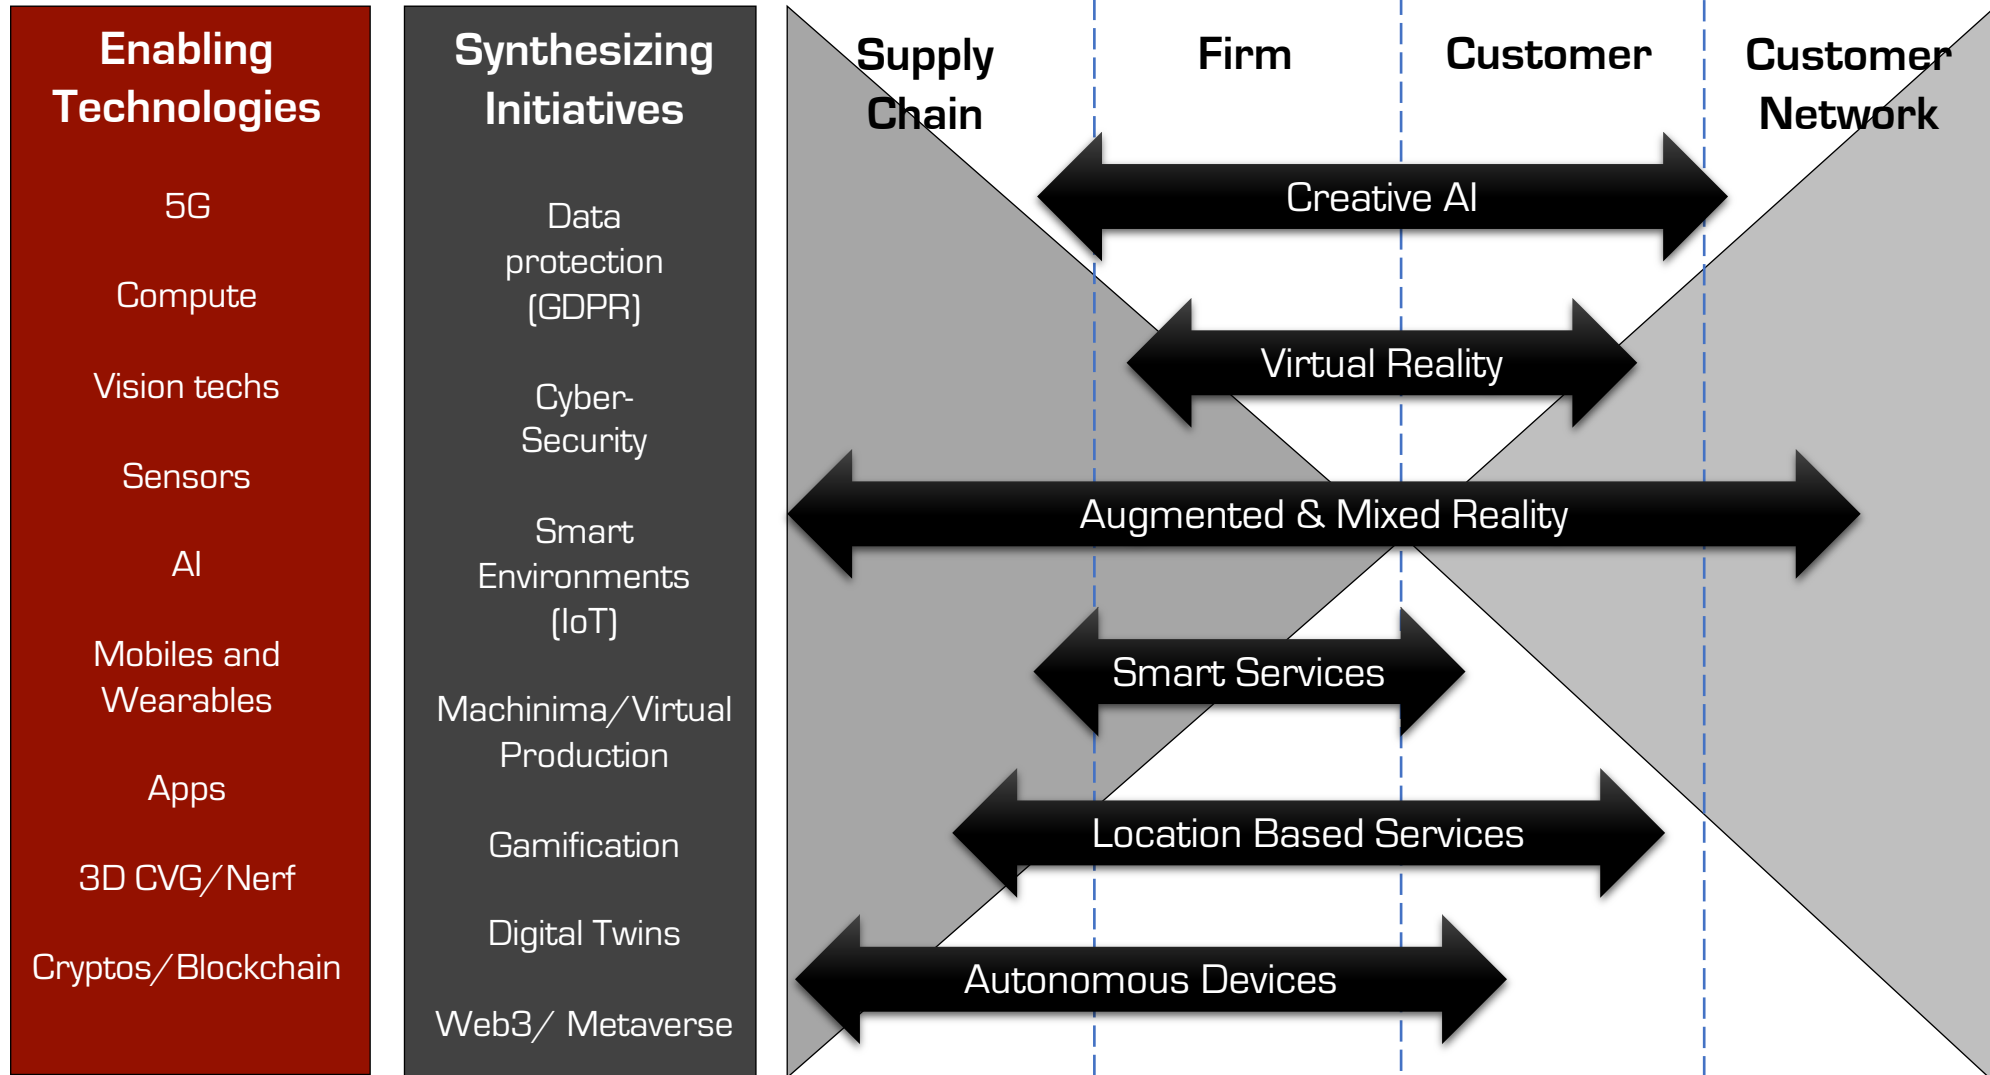 Enabling
Technologies
5G
Compute
Vision techs
Sensors
AI
Mobiles and
Wearables
Apps
3D CVG/Nerf
Cryptos/Blockchain
Synthesizing
Initiatives
Data
protection
(GDPR)
Cyber-
Security
Smart
Environments
(IoT)
Machinima/Virtual
Production
Gamification
Digital Twins
Web3/ Metaverse
Supply
Chain
Firm
Customer
Customer
Network
Creative AI
Virtual Reality
Augmented & Mixed Reality
Smart Services
Location Based Services
Autonomous Devices